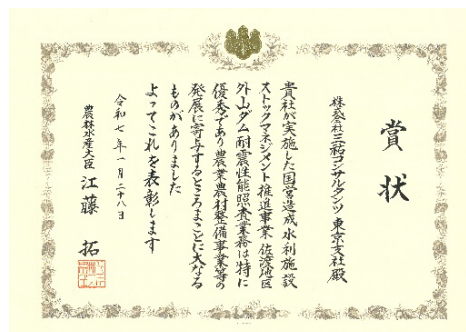 賞状
株式会社三祐コンサルタンツ 東京支社殿
貴社が実施した国営造成水利施設
ストックマネジメント推進事業 佐渡地区
外山ダム耐震性能照査業務は特に
優秀であり農業農村整備事業等の
発展に寄与するところまことに大なる
ものがありました
よってこれを表彰します
令和七年一月二十八日
農林水産大臣 江藤 拓